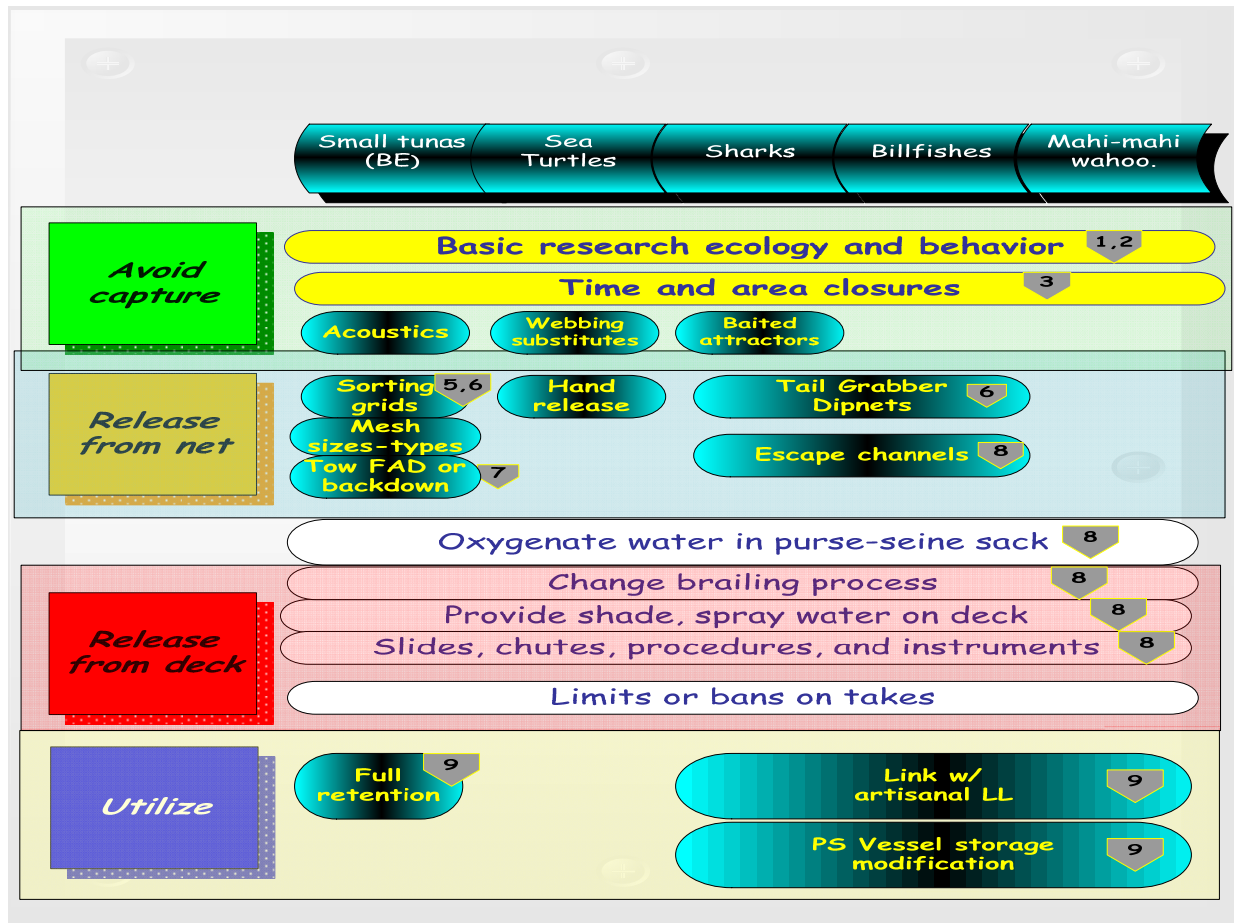 Small tunas
(BE)
Sea
Turtles
Sharks
Billfishes
Mahi-mahi
wahoo.
Avoid
capture
Basic research ecology and behavior
1,2
Time and area closures
3
Acoustics
Webbing
substitutes
Baited
attractors
Release
from net
Sorting
grids
5,6
Hand
release
Tail Grabber
Dipnets
6
Mesh
sizes-types
Tow FAD or
backdown
7
Escape channels
8
Oxygenate water in purse-seine sack
8
Release
from deck
Change brailing process
8
Provide shade, spray water on deck
8
Slides, chutes, procedures, and instruments
8
Limits or bans on takes
Utilize
Full
retention
9
Link w/
artisanal LL
9
PS Vessel storage
modification
9